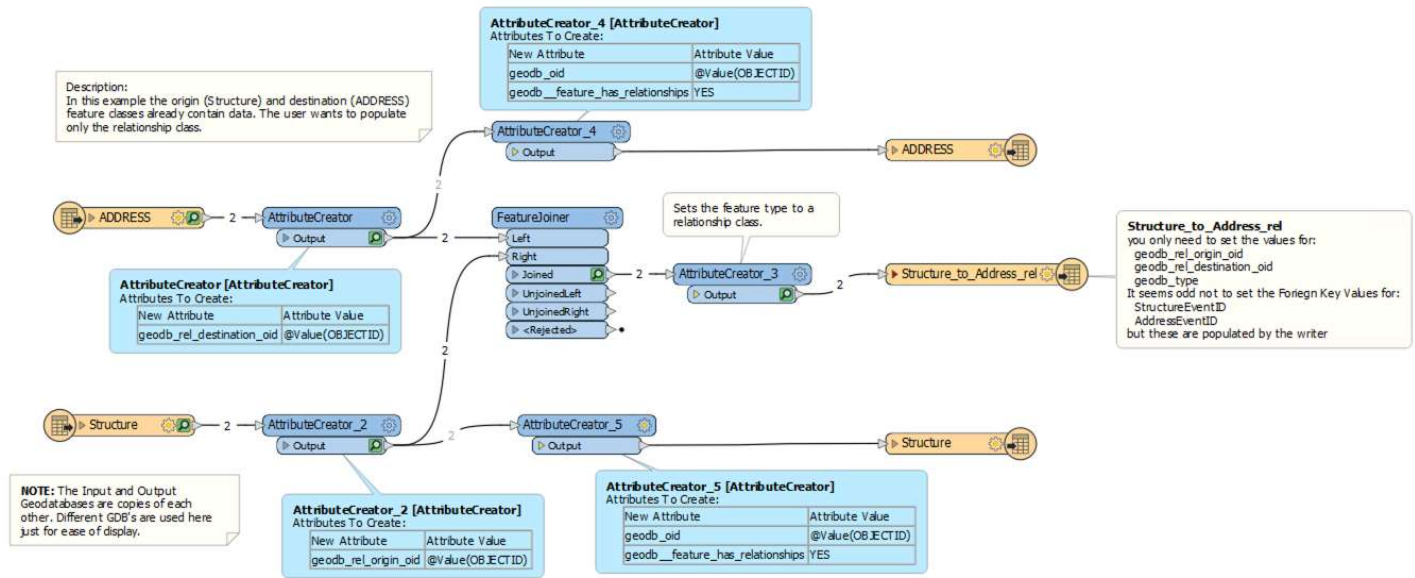 AttributeCreator_4 [AttributeCreator]
Attributes To Create:
New Attribute Attribute Value
geodb_oid @Value(OBJECTID)
geodb__feature_has_relationships YES
Description:
In this example the origin (Structure) and destination (ADDRESS)
feature classes already contain data. The user wants to populate
only the relationship class.
AttributeCreator_4
Output
ADDRESS
2
Sets the feature type to a
relationship class.
ADDRESS
2
AttributeCreator
Output
2
FeatureJoiner
Left
Right
Joined
UnjoinedLeft
UnjoinedRight
<Rejected>
2
AttributeCreator_3
Output
2
Structure_to_Address_rel
Structure_to_Address_rel
you only need to set the values for:
geodb_rel_origin_oid
geodb_rel_destination_oid
geodb_type
It seems odd not to set the Foriegn Key Values for:
StructureEventID
AddressEventID
but these are populated by the writer
AttributeCreator [AttributeCreator]
Attributes To Create:
New Attribute Attribute Value
geodb_rel_destination_oid @Value(OBJECTID)
2
Structure
2
AttributeCreator_2
Output
2
AttributeCreator_5
Output
Structure
NOTE: The Input and Output
Geodatabases are copies of each
other. Different GDB's are used here
just for ease of display.
AttributeCreator_2 [AttributeCreator]
Attributes To Create:
New Attribute Attribute Value
geodb_rel_origin_oid @Value(OBJECTID)
AttributeCreator_5 [AttributeCreator]
Attributes To Create:
New Attribute Attribute Value
geodb_oid @Value(OBJECTID)
geodb__feature_has_relationships YES